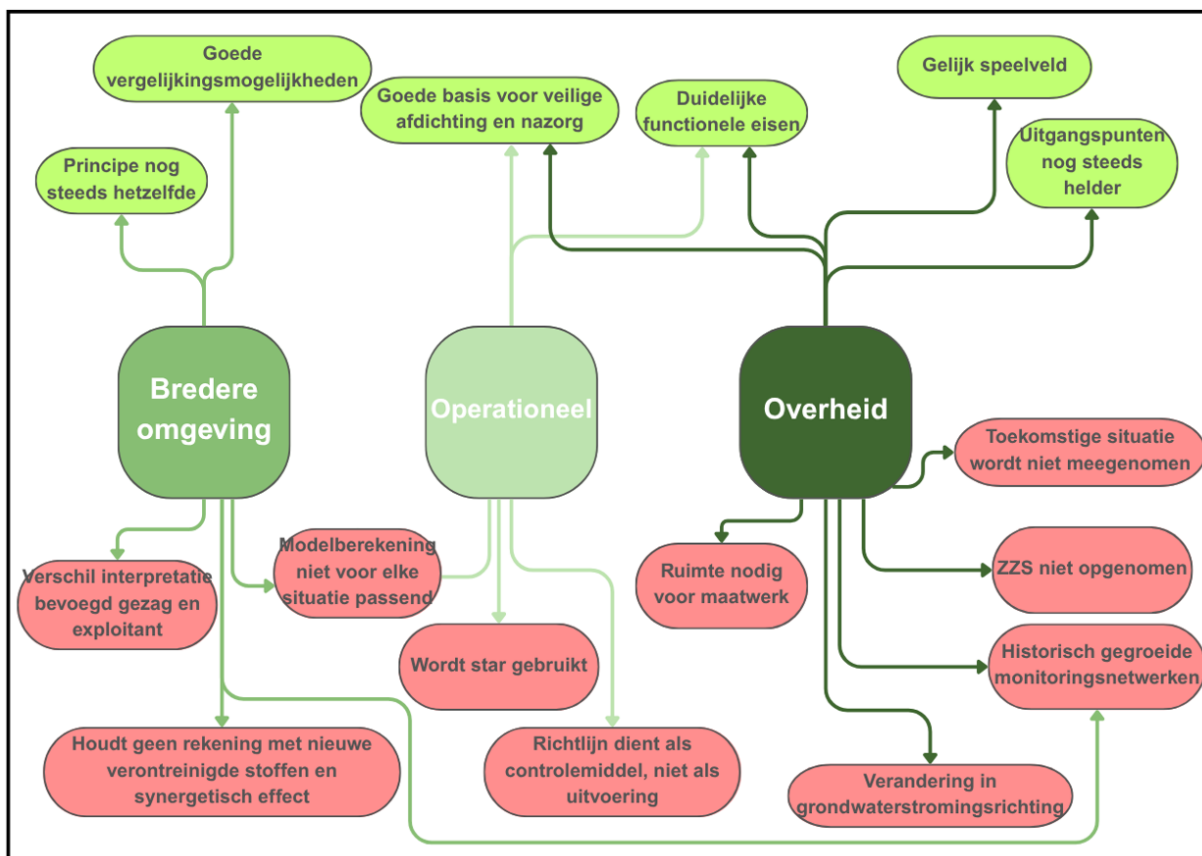 Goede
vergelijkingsmogelijkheden
Goede basis voor veilige
afdichting en nazorg
Duidelijke
functionele eisen
Gelijk speelveld
Principe nog
steeds hetzelfde
Uitgangspunten
nog steeds
helder
Bredere
omgeving
Operationeel
Overheid
Toekomstige situatie
wordt niet meegenomen
Verschil interpretatie
bevoegd gezag en
exploitant
Modelberekening
niet voor elke
situatie passend
Ruimte nodig
voor maatwerk
ZZS niet opgenomen
Wordt star gebruikt
Historisch gegroeide
monitoringsnetwerken
Houdt geen rekening met nieuwe
verontreinigde stoffen en
synergetisch effect
Richtlijn dient als
controlemiddel, niet als
uitvoering
Verandering in
grondwaterstromingsrichting